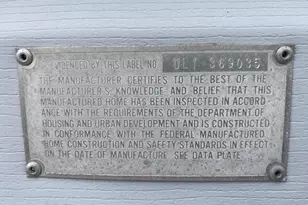 EVIDENCED BY THIS LABEL NO. ULI 369035
THE MANUFACTURER CERTIFIES TO THE BEST OF THE
MANUFACTURER'S KNOWLEDGE AND BELIEF THAT THIS
MANUFACTURED HOME HAS BEEN INSPECTED IN ACCORD
ANCE WITH THE REQUIREMENTS OF THE DEPARTMENT OF
HOUSING AND URBAN DEVELOPMENT AND IS CONSTRUCTED
IN CONFORMANCE WITH THE FEDERAL MANUFACTURED
HOME CONSTRUCTION AND SAFETY STANDARDS IN EFFECT
ON THE DATE OF MANUFACTURE. SEE DATA PLATE.